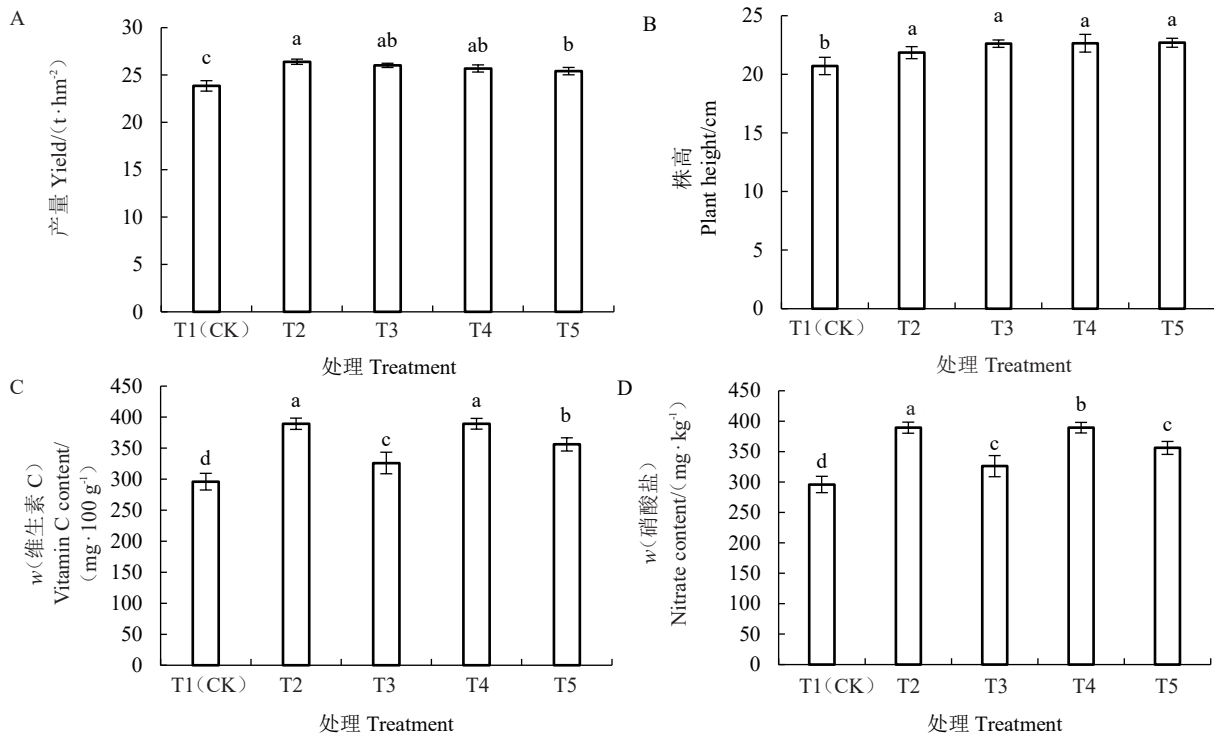 A
产量 Yield/(t·hm-2)
30
25
20
15
10
5
0
c
a
ab
ab
b
T1(CK)
T2
T3
T4
T5
处理 Treatment
B
株高
Plant height/cm
25
20
15
10
5
0
b
a
a
a
a
T1(CK)
T2
T3
T4
T5
处理 Treatment
C
w(维生素 C)
Vitamin C content/
(mg·100 g-1)
450
400
350
300
250
200
150
100
50
0
d
a
c
a
b
T1(CK)
T2
T3
T4
T5
处理 Treatment
D
w(硝酸盐)
Nitrate content/(mg·kg-1)
450
400
350
300
250
200
150
100
50
0
d
a
c
b
c
T1(CK)
T2
T3
T4
T5
处理 Treatment